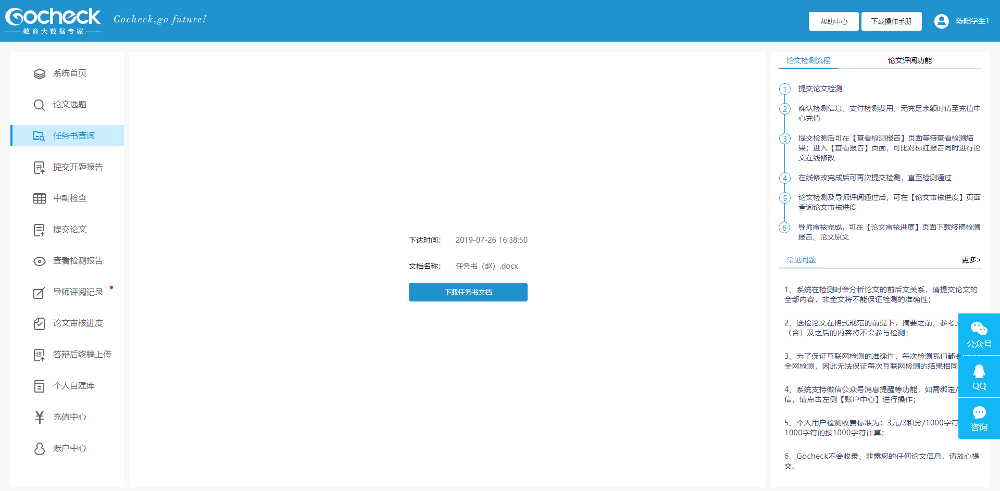 Gocheck
教育大数据专家
Gocheck,go future!
帮助中心
下载操作手册
陈阳学生1
系统首页
论文选题
任务书查询
开
提交开题报告
中期检查
提交论文
查看检测报告
导师评阅记录
论文审核进度
终
答辩后终稿上传
个人自建库
充值中心
账户中心
下达时间：
2019-07-26 16:38:50
文档名称：
任务书（赵）.docx
下载任务书文档
论文检测流程
论文评阅功能
1
提交论文检测
2
确认检测信息，支付检测费用，无充足余额时请至充值中
心充值
3
提交检测后可在【查看检测报告】页面等待查看检测结
果；进入【查看报告】页面，可比对标红报告同时进行论
文在线修改
4
在线修改完成后可再次提交检测，直至检测通过
5
论文检测及导师评阅通过后，可在【论文审核进度】页面
查询论文审核进度
6
导师审核完成，可在【论文审核进度】页面下载终稿检测
报告、论文原文
常见问题
更多>
1、系统在检测时会分析论文的前后文关系，请提交论文的
全部内容，非全文将不能保证检测的准确性；
2、送检论文在格式规范的前提下，摘要之前、参考
（含）及之后的内容将不会参与检测；
3、为了保证互联网检测的准确性，每次检测我们都
全网检测，因此无法保证每次互联网检测的结果相同
4、系统支持微信公众号消息提醒等功能，如需绑定/
信，请点击左侧【账户中心】进行操作；
5、个人用户检测收费标准为：3元/3积分/1000字符
1000字符的按1000字符计算；
6、Gocheck不会收录、泄露您的任何论文信息，请放心提
交。
公众号
QQ
咨询